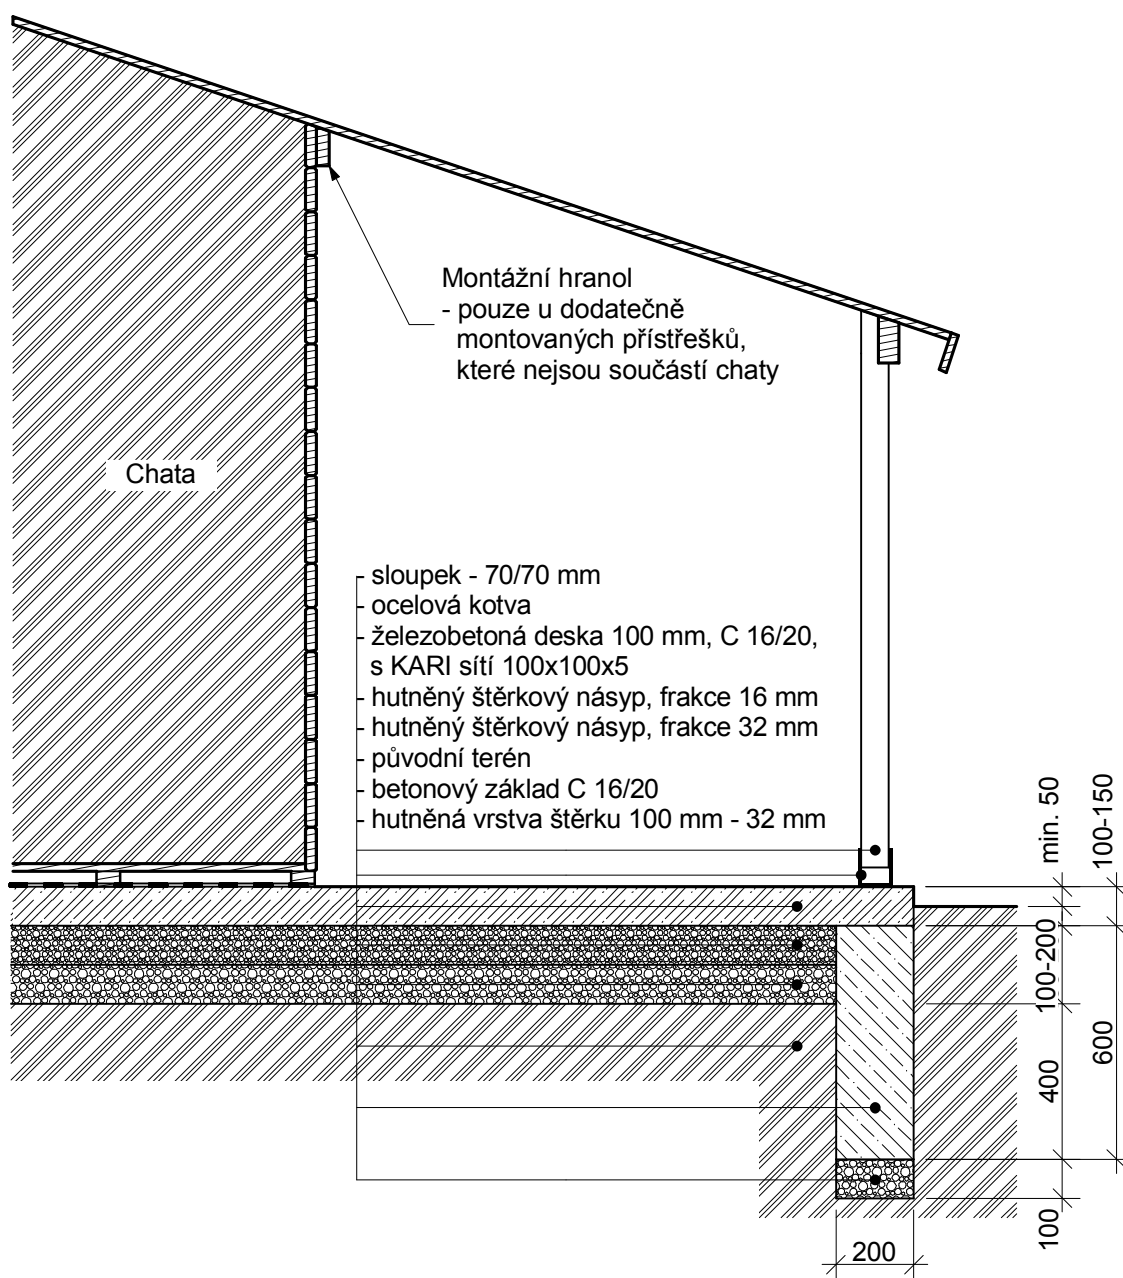 Montážní hranol
- pouze u dodatečně
montovaných přístřešků,
které nejsou součástí chaty
Chata
- sloupek - 70/70 mm
- ocelová kotva
- železobetoná deska 100 mm, C 16/20,
s KARI sítí 100x100x5
- hutněný štěrkový násyp, frakce 16 mm
- hutněný štěrkový násyp, frakce 32 mm
- původní terén
- betonový základ C 16/20
- hutněná vrstva štěrku 100 mm - 32 mm
min. 50
100-150
100-200
600
400
100
200